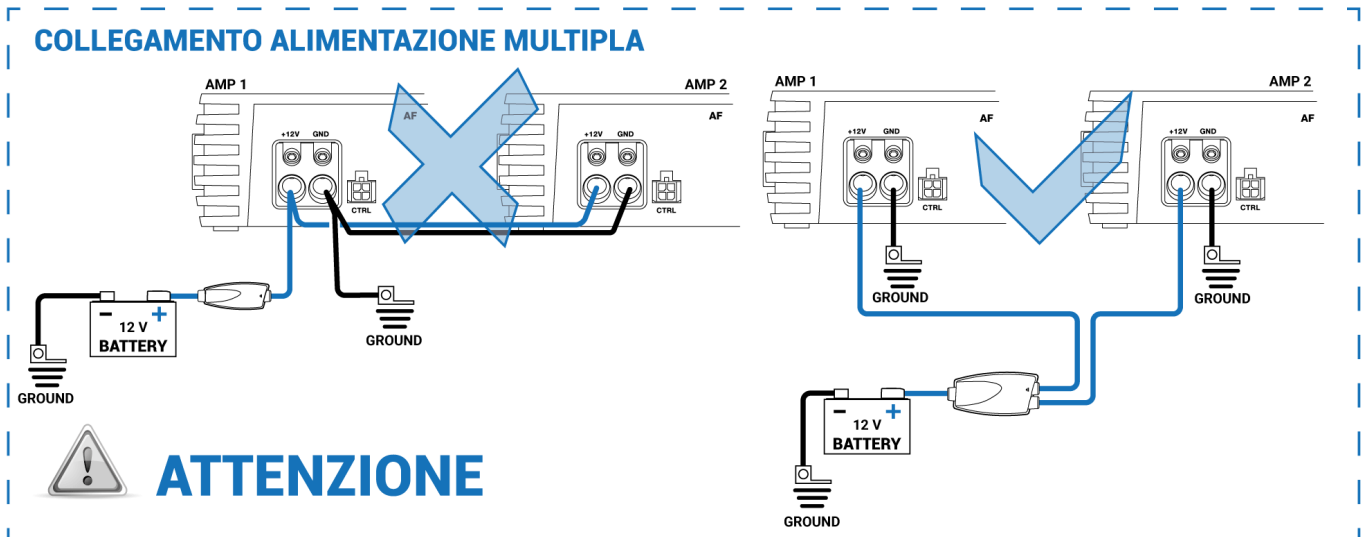 COLLEGAMENTO ALIMENTAZIONE MULTIPLA
AMP 1
AMP 2
AF
AF
+12V GND
+12V GND
CTRL
CTRL
- +
12 V
BATTERY
GROUND
GROUND
AMP 1
AMP 2
AF
AF
+12V GND
+12V GND
CTRL
CTRL
GROUND
GROUND
- +
12 V
BATTERY
GROUND
ATTENZIONE